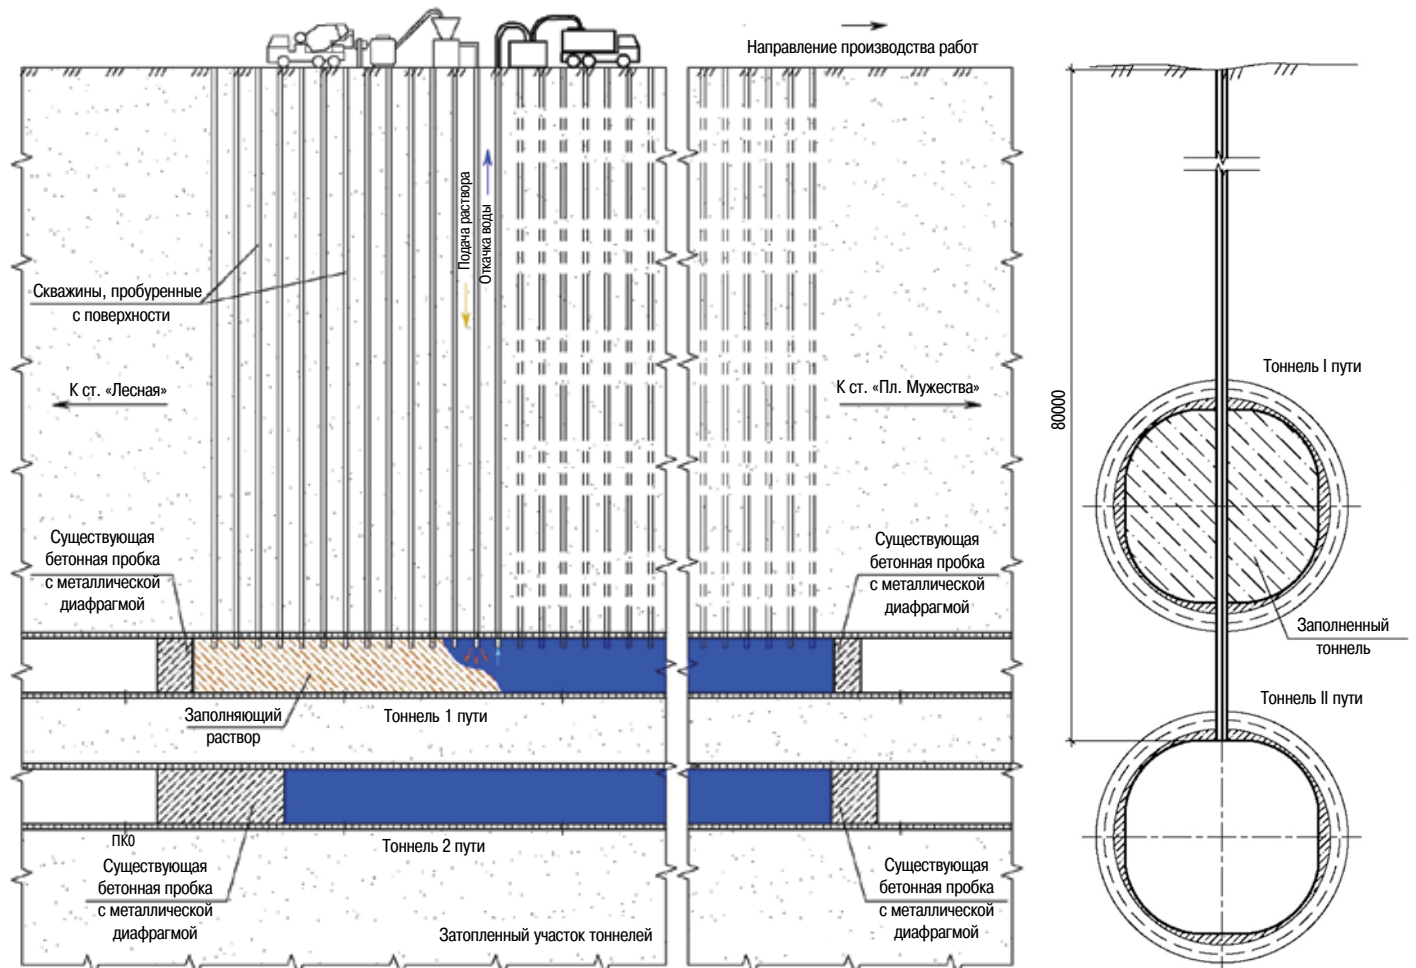 Направление производства работ
Подача раствора
Откачка воды
Скважины, пробуренные
с поверхности
К ст. «Лесная»
К ст. «Пл. Мужества»
80000
Тоннель I пути
Существующая
бетонная пробка
с металлической
диафрагмой
Существующая
бетонная пробка
с металлической
диафрагмой
Заполненный
тоннель
Тоннель II пути
Заполняющий
раствор
Тоннель 1 пути
ПК0
Тоннель 2 пути
Существующая
бетонная пробка
с металлической
диафрагмой
Существующая
бетонная пробка
с металлической
диафрагмой
Затопленный участок тоннелей